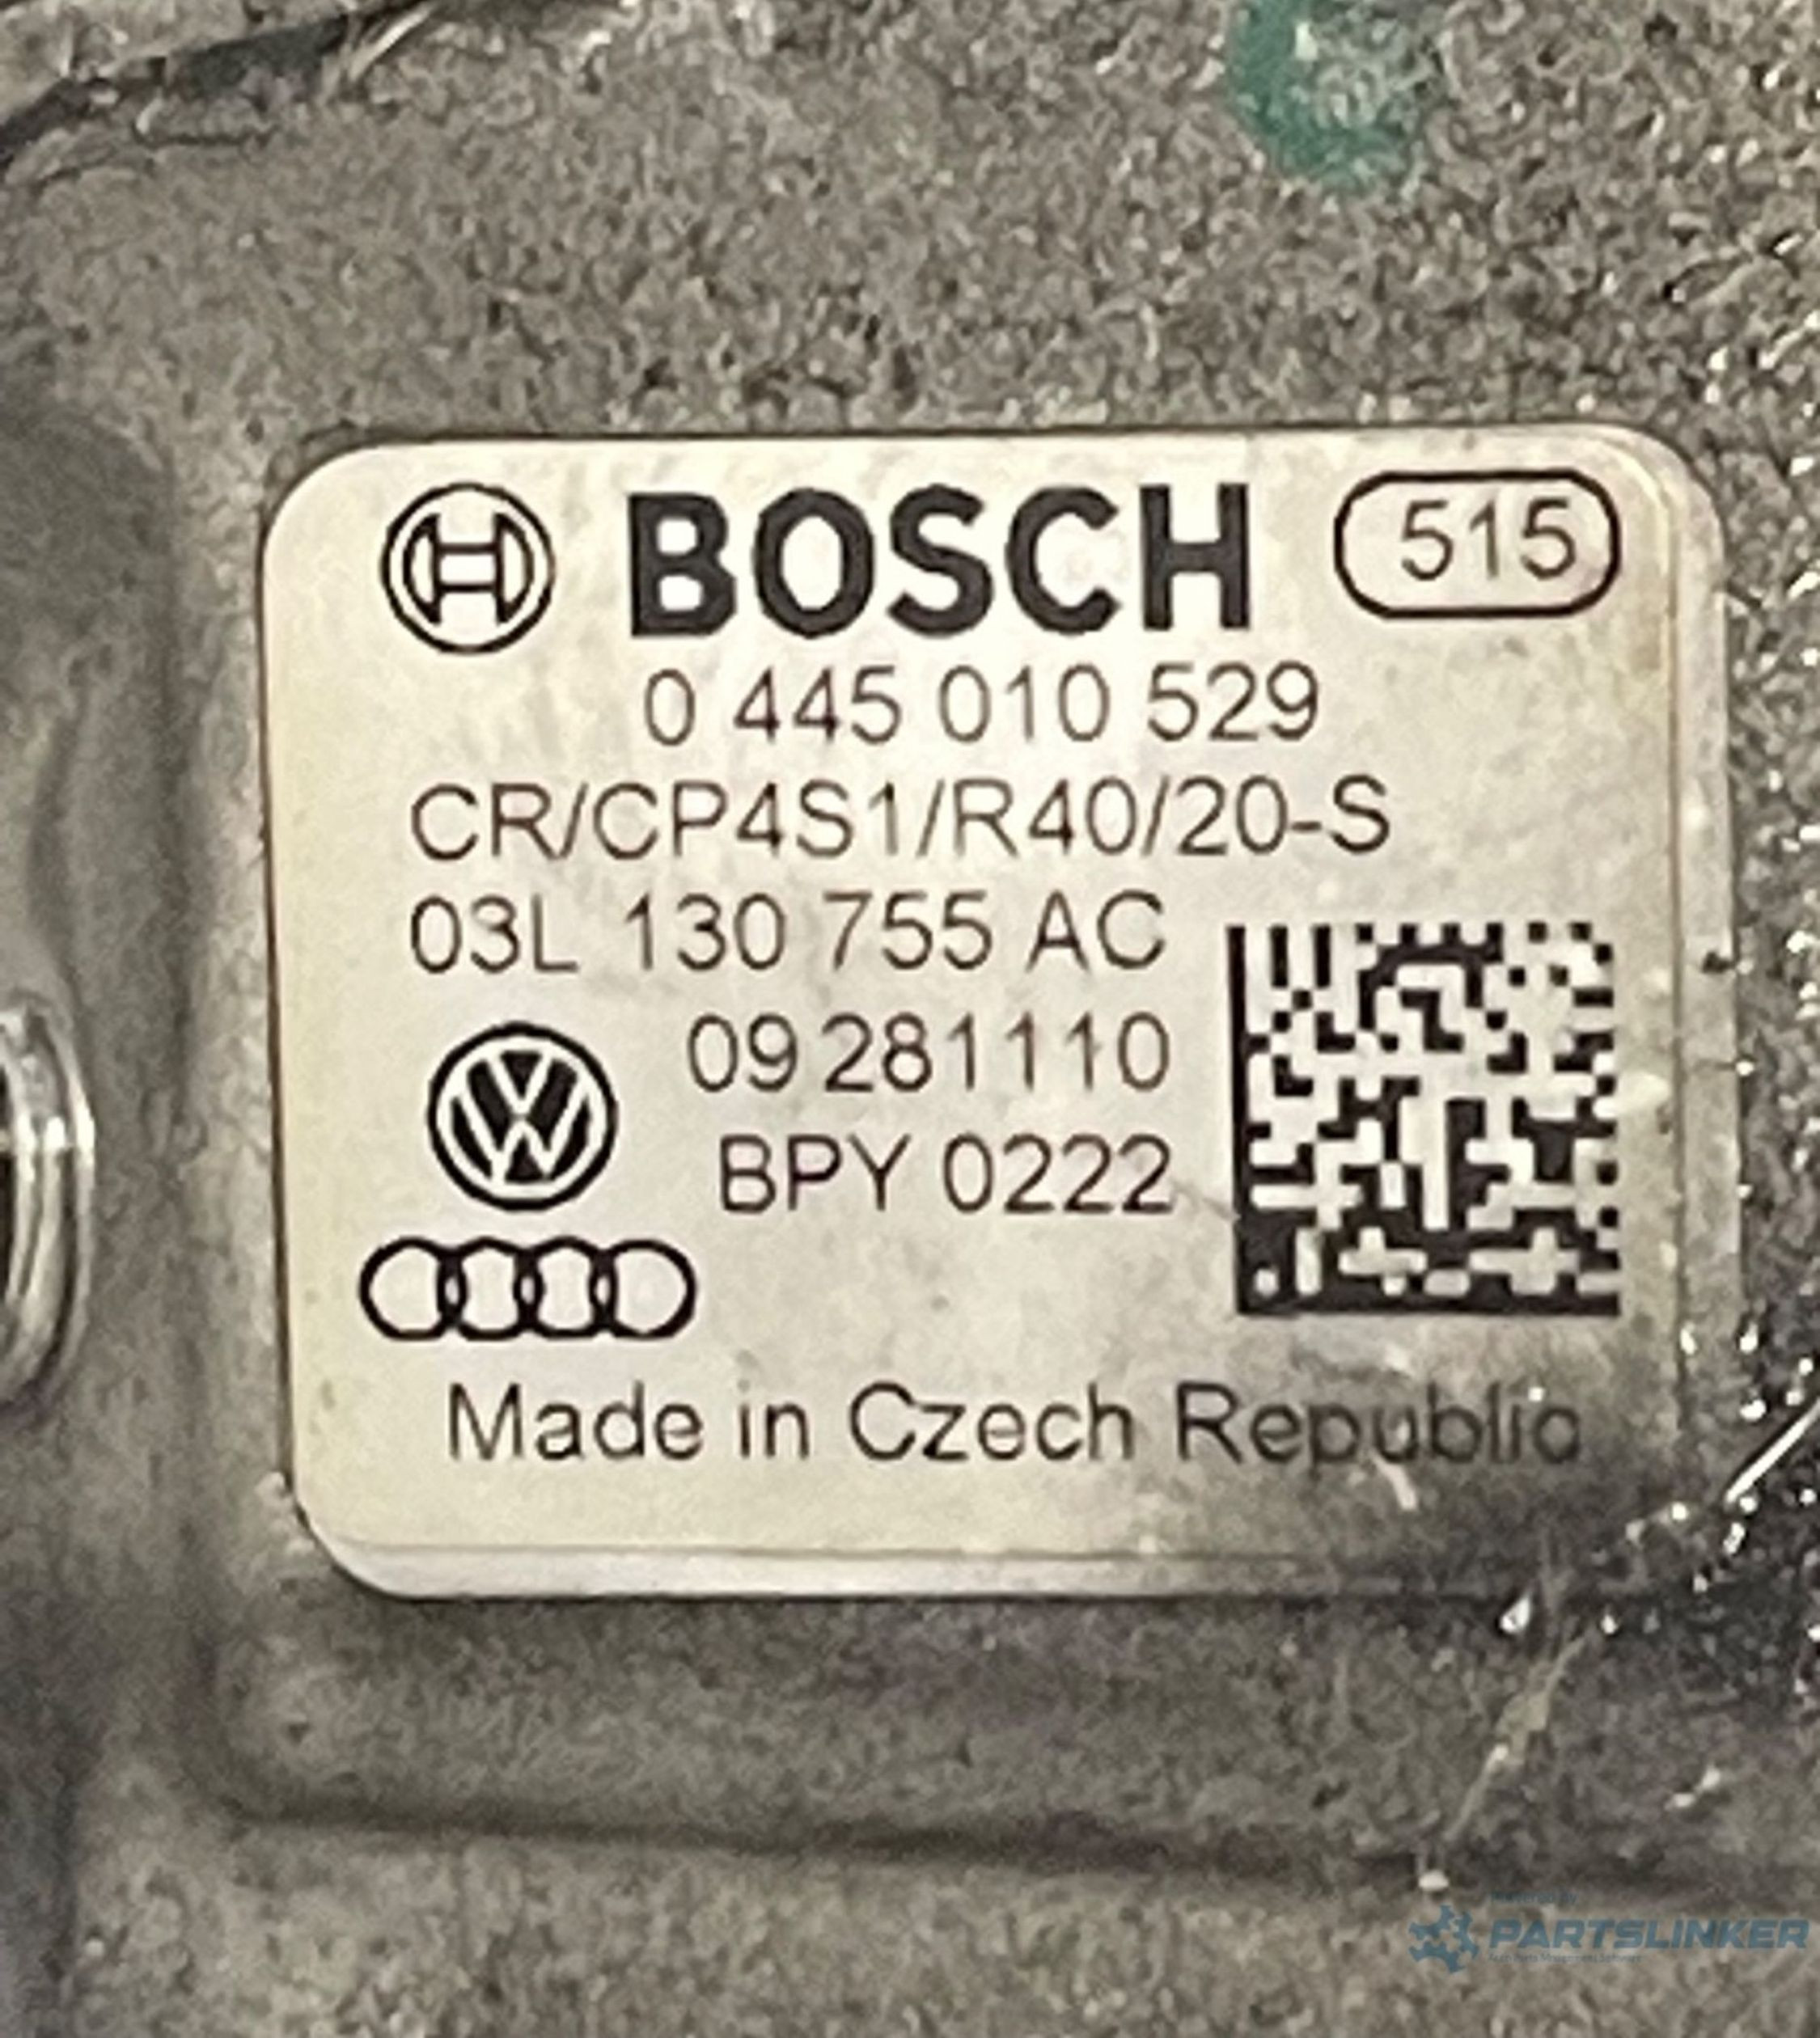 BOSCH 515
0 445 010 529
CR/CP4S1/R40/20-S
03L 130 755 AC
09 281110
BPY 0222
Made in Czech Republic
PARTSLINKER